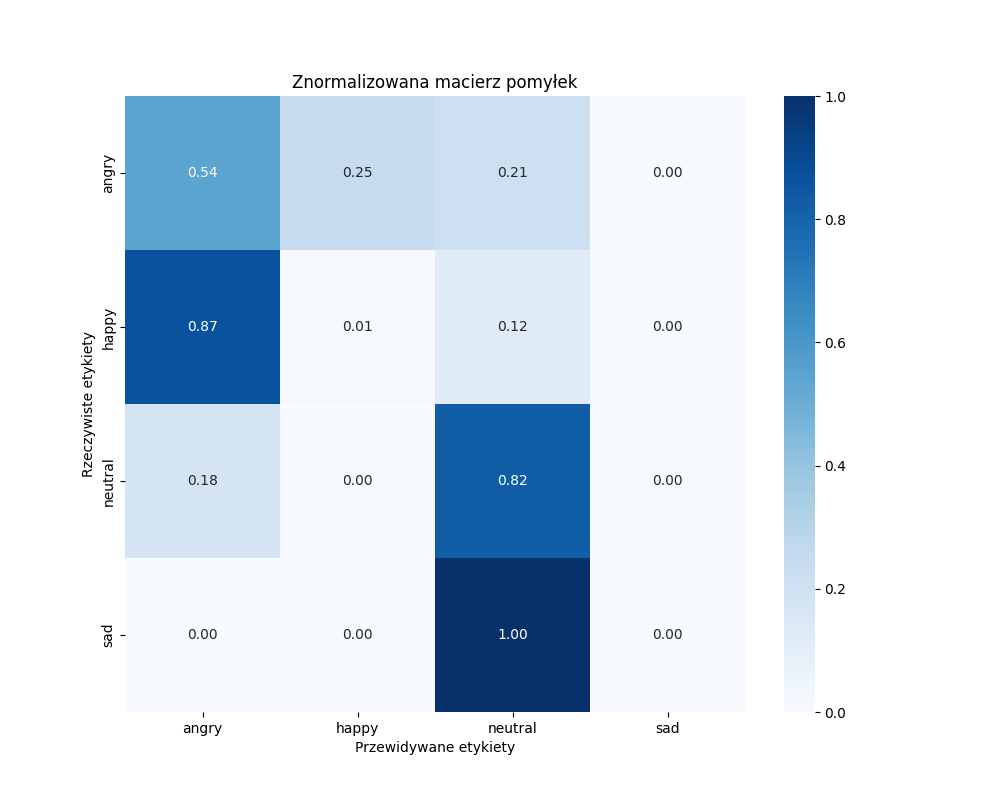 Znormalizowana macierz pomyłek
Rzeczywiste etykiety
angry
0.54 0.25 0.21 0.00
happy
0.87 0.01 0.12 0.00
neutral
0.18 0.00 0.82 0.00
sad
0.00 0.00 1.00 0.00
angry happy neutral sad
Przewidywane etykiety
1.0
0.8
0.6
0.4
0.2
0.0